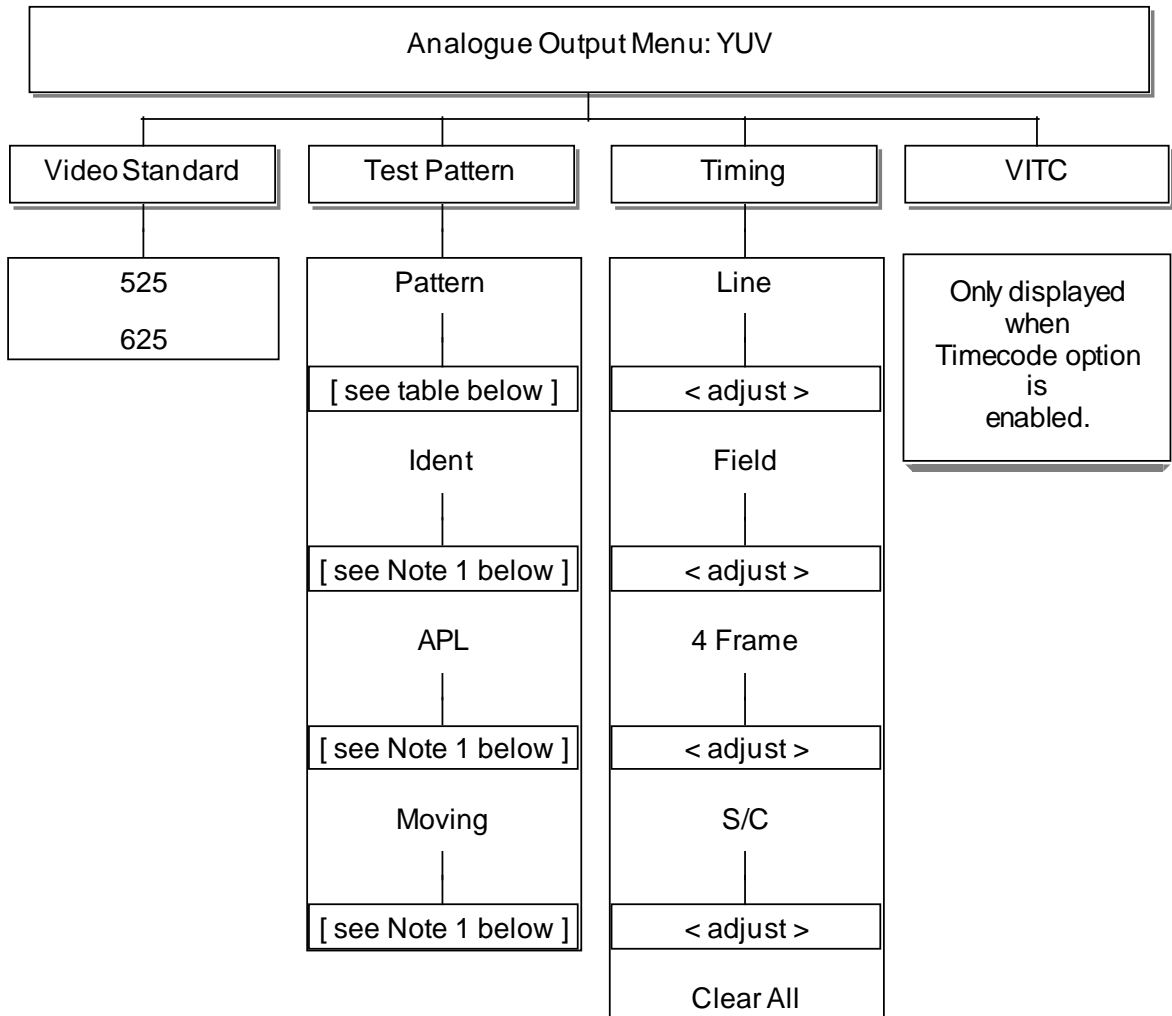 Analogue Output Menu: YUV
Video Standard
Test Pattern
Timing
VITC
525
625
Pattern
[ see table below ]
Ident
[ see Note 1 below ]
APL
[ see Note 1 below ]
Moving
[ see Note 1 below ]
Line
< adjust >
Field
< adjust >
4 Frame
< adjust >
S/C
< adjust >
Clear All
Only displayed
when
Timecode option
is
enabled.